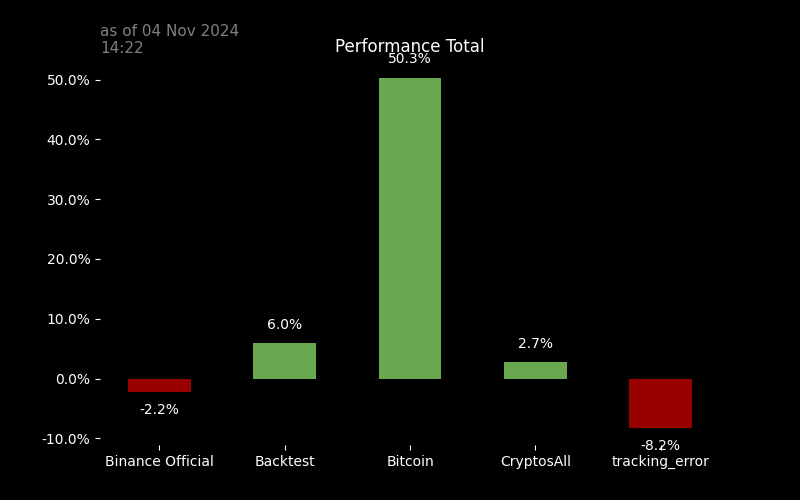 as of 04 Nov 2024
14:22
Performance Total
50.3%
50.0%
40.0%
30.0%
20.0%
10.0%
0.0%
-10.0%
6.0%
2.7%
-2.2%
-8.2%
Binance Official
Backtest
Bitcoin
CryptosAll
tracking_error